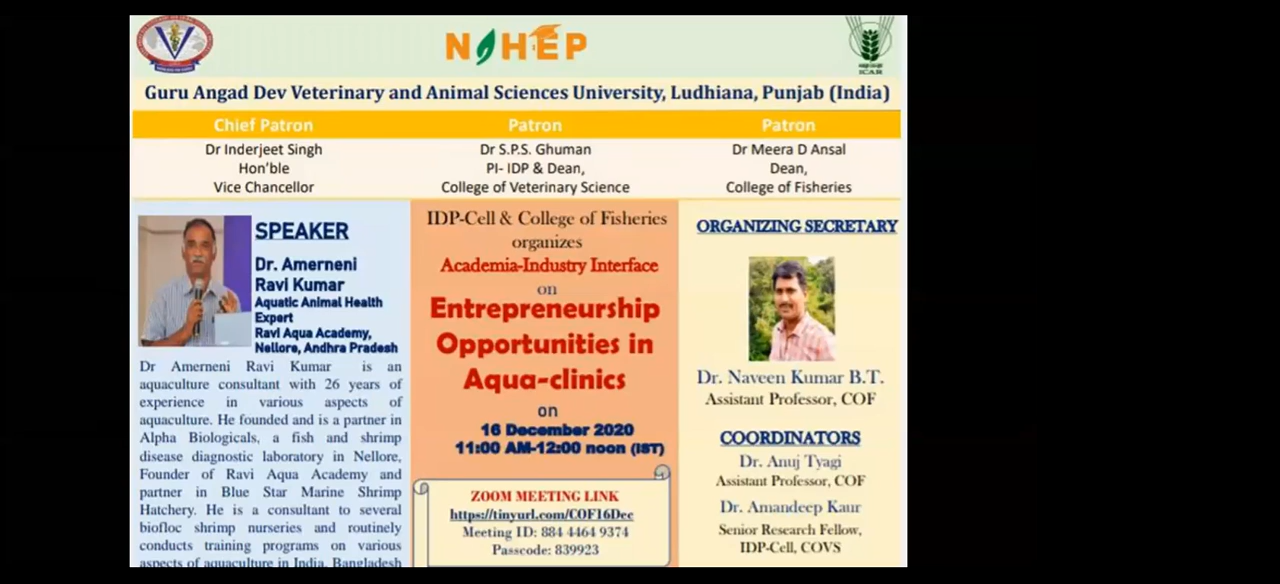 NAHEP
ICAR
Guru Angad Dev Veterinary and Animal Sciences University, Ludhiana, Punjab (India)
Chief Patron
Dr Inderjeet Singh
Hon'ble
Vice Chancellor
Patron
Dr S.P.S. Ghuman
PI- IDP & Dean,
College of Veterinary Science
Patron
Dr Meera D Ansal
Dean,
College of Fisheries
SPEAKER
Dr. Amerneni
Ravi Kumar
Aquatic Animal Health
Expert
Ravi Aqua Academy,
Nellore, Andhra Pradesh
Dr Amerneni Ravi Kumar is an
aquaculture consultant with 26 years of
experience in various aspects of
aquaculture. He founded and is a partner in
Alpha Biologicals, a fish and shrimp
disease diagnostic laboratory in Nellore,
Founder of Ravi Aqua Academy and
partner in Blue Star Marine Shrimp
Hatchery. He is a consultant to several
biofloc shrimp nurseries and routinely
conducts training programs on various
aspects of aquaculture in India, Bangladesh
IDP-Cell & College of Fisheries
organizes
Academia-Industry Interface
on
Entrepreneurship
Opportunities in
Aqua-clinics
on
16 December 2020
11:00 AM-12:00 noon (IST)
ZOOM MEETING LINK
https://tinyurl.com/COF16Dec
Meeting ID: 884 4464 9374
Passcode: 839923
ORGANIZING SECRETARY
Dr. Naveen Kumar B.T.
Assistant Professor, COF
COORDINATORS
Dr. Anuj Tyagi
Assistant Professor, COF
Dr. Amandeep Kaur
Senior Research Fellow,
IDP-Cell, COVS